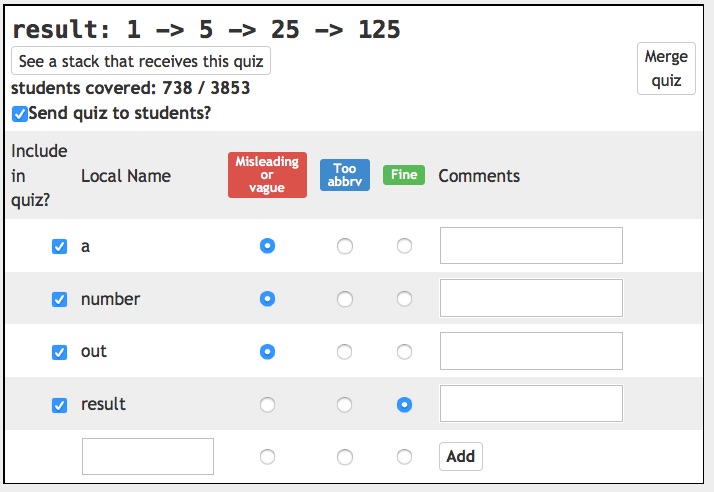 result: 1 -> 5 -> 25 -> 125
See a stack that receives this quiz
Merge
quiz
students covered: 738 / 3853
Send quiz to students?
Include
in
quiz?
Local Name
Misleading
or
vague
Too
abbrv
Fine
Comments
a
number
out
result
Add